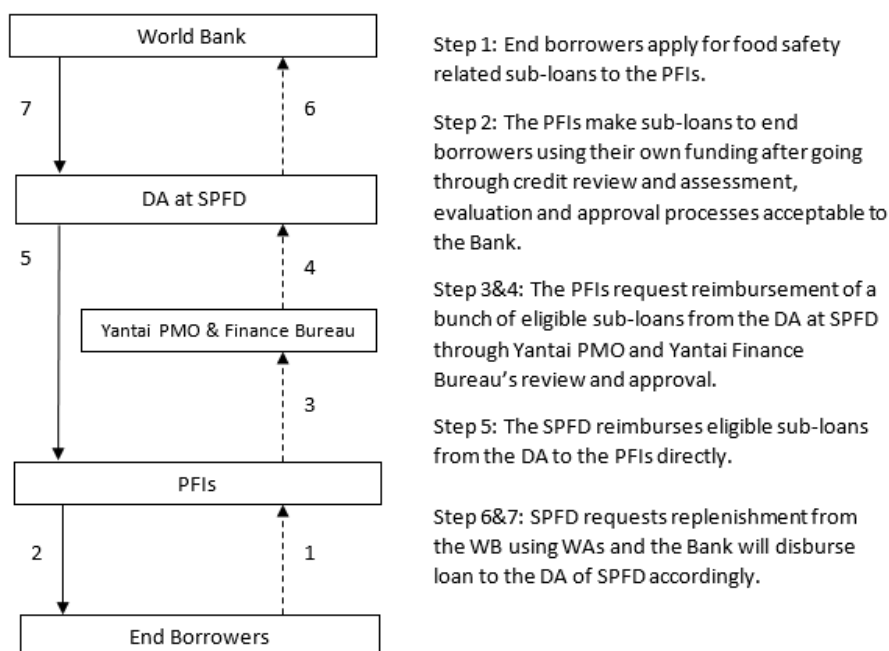 World Bank
7
6
DA at SPFD
5
4
Yantai PMO & Finance Bureau
3
PFIs
2
1
End Borrowers
Step 1: End borrowers apply for food safety
related sub-loans to the PFIs.
Step 2: The PFIs make sub-loans to end
borrowers using their own funding after going
through credit review and assessment,
evaluation and approval processes acceptable to
the Bank.
Step 3&4: The PFIs request reimbursement of a
bunch of eligible sub-loans from the DA at SPFD
through Yantai PMO and Yantai Finance
Bureau’s review and approval.
Step 5: The SPFD reimburses eligible sub-loans
from the DA to the PFIs directly.
Step 6&7: SPFD requests replenishment from
the WB using WAs and the Bank will disburse
loan to the DA of SPFD accordingly.